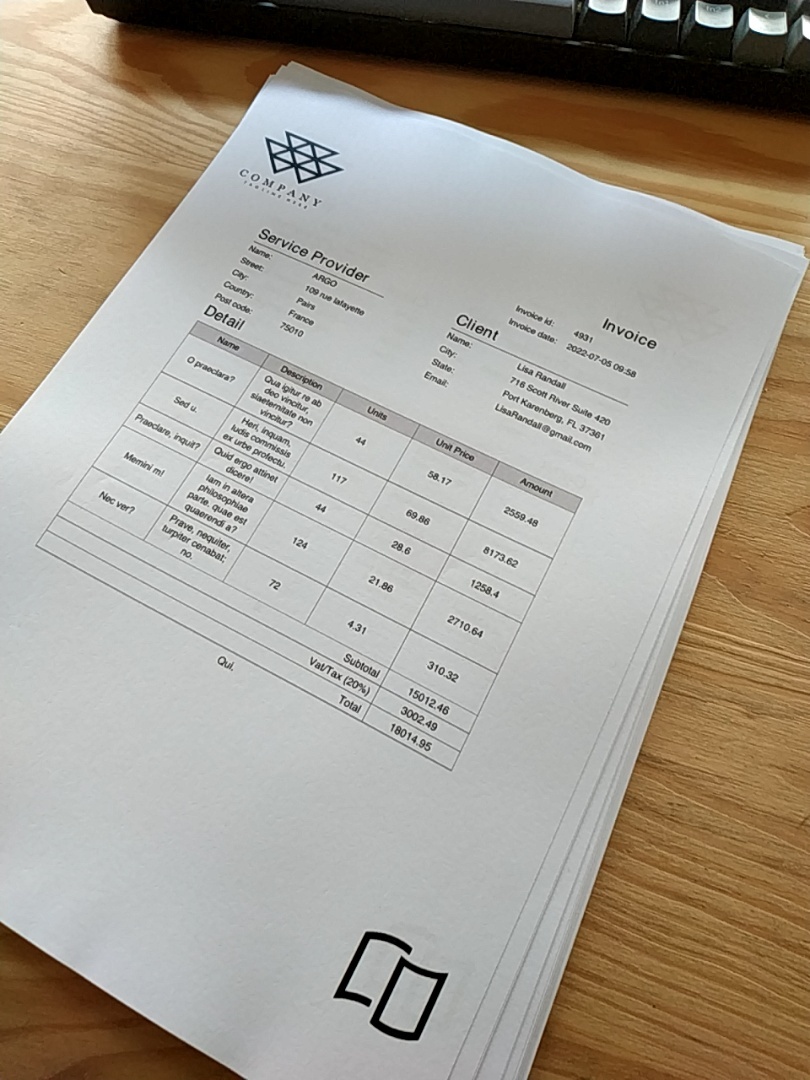 COMPANY
TAGLINE HERE
Invoice
Invoice id: 4931
Invoice date: 2022-07-05 09:58
Service Provider
Name: ARGO
Street: 109 rue lafayette
City: Pairs
Country: France
Post code: 75010
Client
Name: Lisa Randall
City: 716 Scott River Suite 420
State: Port Karenberg, FL 37361
Email: LisaRandall@gmail.com
Detail
Name Description Units Unit Price Amount
O praeclara? Qua igitur re ab 44 58.17 2559.48
deo vincitur,
siaeternitate non
vincitur?
Sed u. Heri, inquam, 117 69.86 8173.62
ludis commissis
ex urbe profectu.
Praeclare, inquit? Quid ergo attinet 44 28.6 1258.4
dicere!
Memini m! Iam in altera 124 21.86 2710.64
philosophiae
parte. quae est
quaerendi a?
Nec ver? Prave, nequiter, 72 4.31 310.32
turpiter cenabat;
no.
Subtotal 15012.46
Vat/Tax (20%) 3002.49
Total 18014.95
Qui.